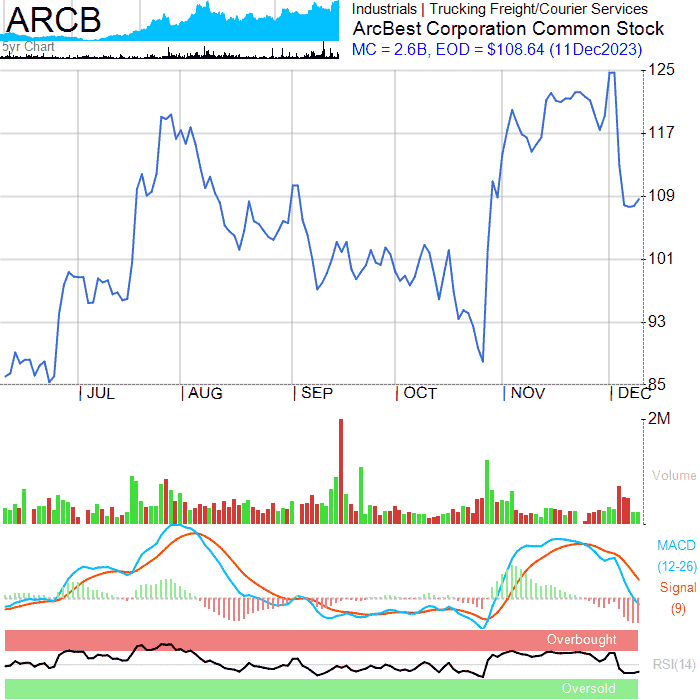 ARCB
5yr Chart
Industrials | Trucking Freight/Courier Services
ArcBest Corporation Common Stock
MC = 2.6B, EOD = $108.64 (11Dec2023)
125
117
109
101
93
85
| JUL | AUG | SEP | OCT | NOV | DEC
2M
Volume
MACD
(12-26)
Signal
(9)
Overbought
RSI(14)
Oversold